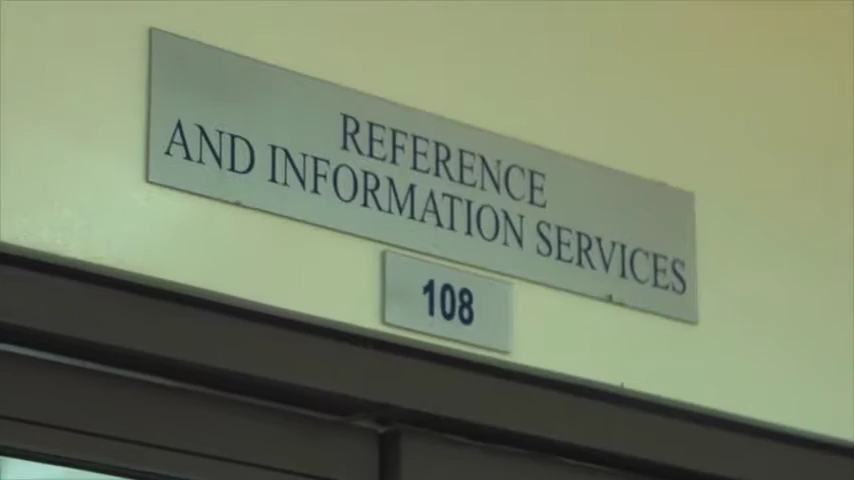 REFERENCE
AND INFORMATION SERVICES
108